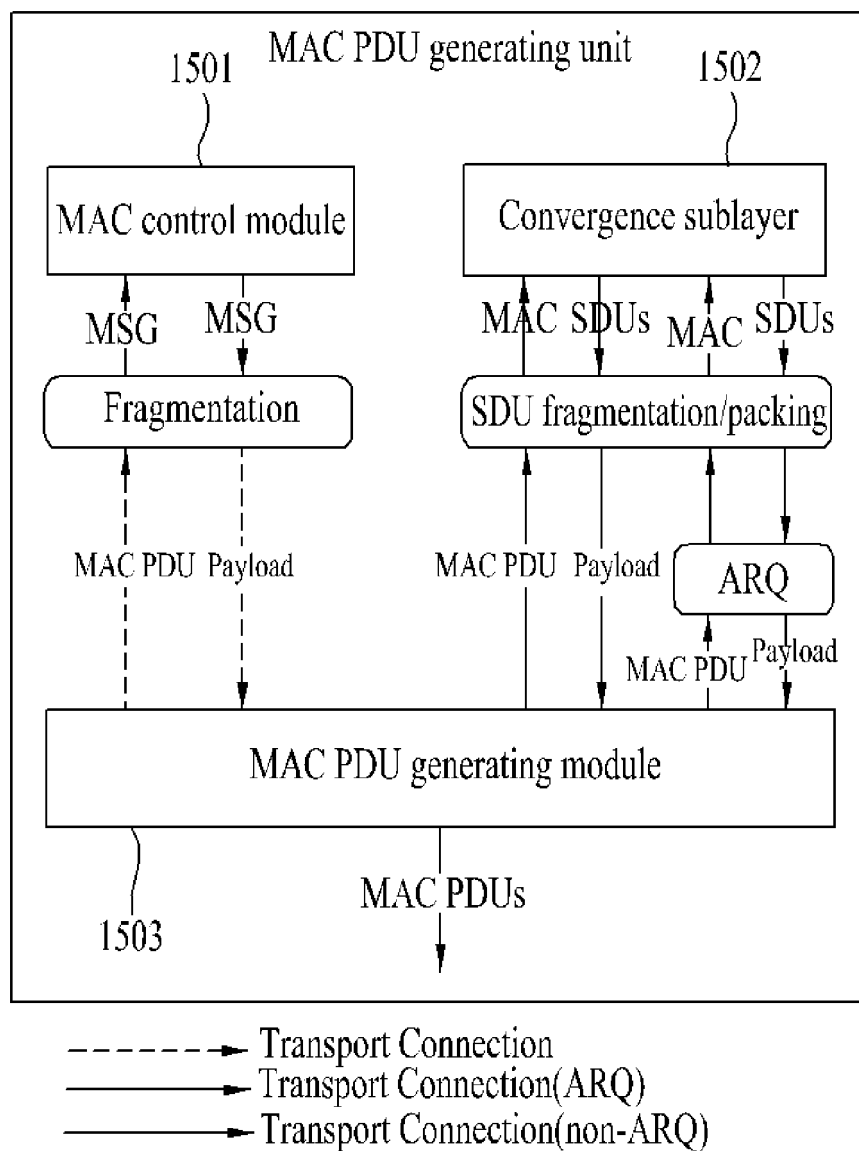 MAC PDU generating unit
1501
1502
MAC control module
Convergence sublayer
MSG
MSG
MAC
SDUs
MAC
SDUs
Fragmentation
SDU fragmentation/packing
MAC PDU
Payload
MAC PDU
Payload
ARQ
MAC PDU
Payload
MAC PDU generating module
MAC PDUs
1503
Transport Connection
Transport Connection(ARQ)
Transport Connection(non-ARQ)